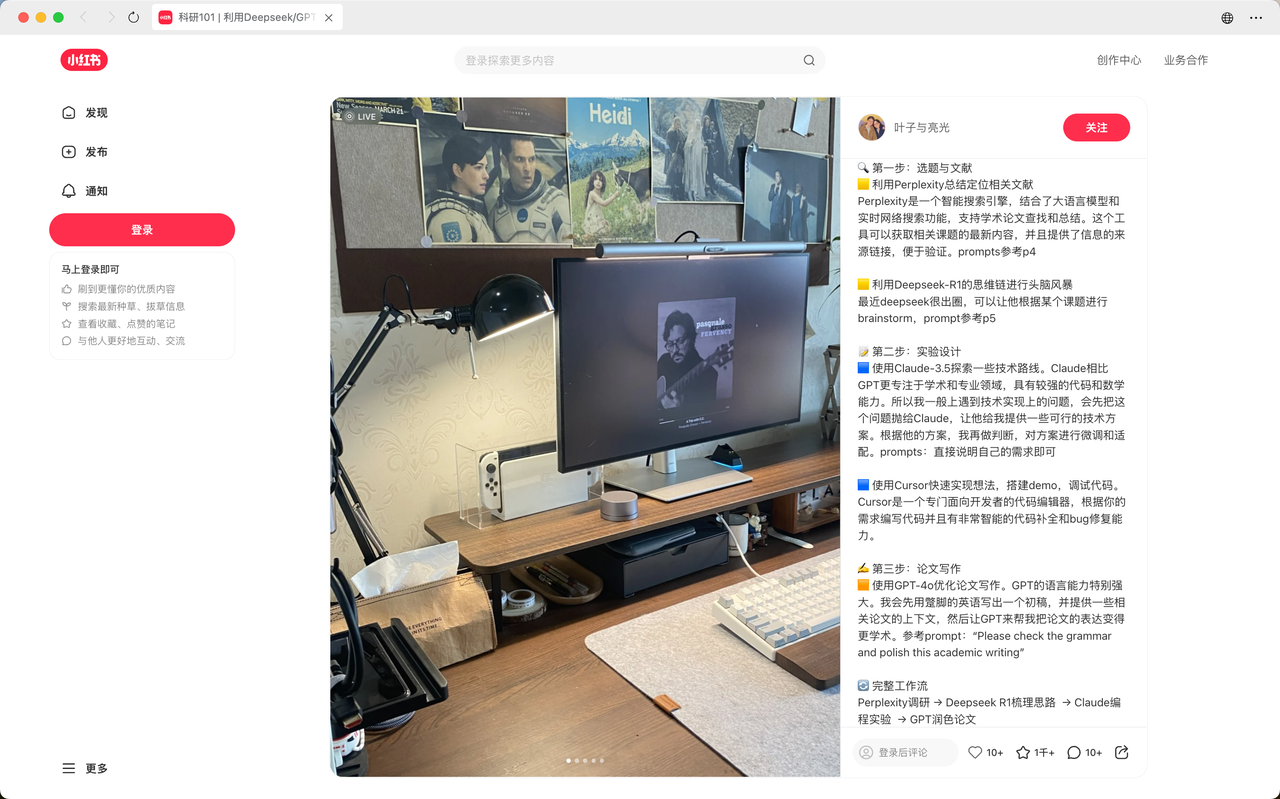 科研101 | 利用Deepseek/GPT
小红书
登录探索更多内容
创作中心
业务合作
发现
发布
通知
登录
马上登录即可
刷到更懂你的优质内容
搜索最新种草、拔草信息
查看收藏、点赞的笔记
与他人更好地互动、交流
更多
LIVE
MARCH 21
Heidi
pasquale
FERVENCY
叶子与亮光
关注
🔍 第一步：选题与文献
🟨 利用Perplexity总结定位相关文献
Perplexity是一个智能搜索引擎，结合了大语言模型和
实时网络搜索功能，支持学术论文查找和总结。这个工
具可以获取相关课题的最新内容，并且提供了信息的来
源链接，便于验证。prompts参考p4
🟨 利用Deepseek-R1的思维链进行头脑风暴
最近deepseek很出圈，可以让他根据某个课题进行
brainstorm，prompt参考p5
📝 第二步：实验设计
🟦 使用Claude-3.5探索一些技术路线。Claude相比
GPT更专注于学术和专业领域，具有较强的代码和数学
能力。所以我一般上遇到技术实现上的问题，会先把这
个问题抛给Claude，让他给我提供一些可行的技术方
案。根据他的方案，我再做判断，对方案进行微调和适
配。prompts：直接说明自己的需求即可
🟦 使用Cursor快速实现想法，搭建demo，调试代码。
Cursor是一个专门面向开发者的代码编辑器，根据你的
需求编写代码并且有非常智能的代码补全和bug修复能
力。
✍️ 第三步：论文写作
🟧 使用GPT-4o优化论文写作。GPT的语言能力特别强
大。我会先用蹩脚的英语写出一个初稿，并提供一些相
关论文的上下文，然后让GPT来帮我把论文的表达变得
更学术。参考prompt：“Please check the grammar
and polish this academic writing”
🔄 完整工作流
Perplexity调研 → Deepseek R1梳理思路 → Claude编
程实验 → GPT润色论文
登录后评论
10+
1千+
10+